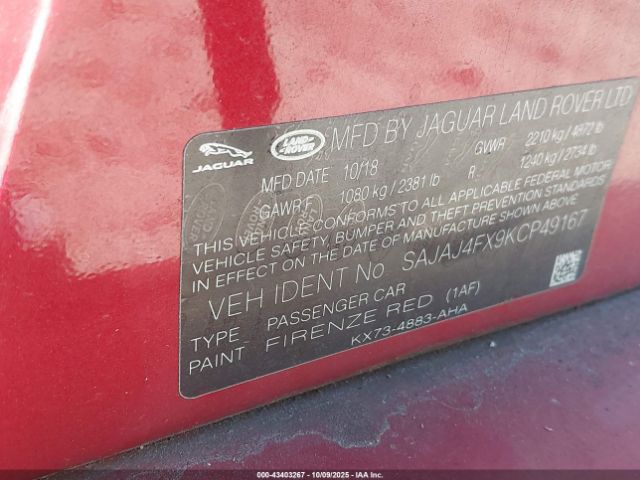 JAGUAR
LAND
ROVER
MFD BY JAGUAR LAND ROVER LTD
MFD DATE 10/18 GVWR 2210 kg / 4872 lb
GAWR F 1080 kg / 2381 lb R 1240 kg / 2734 lb
THIS VEHICLE CONFORMS TO ALL APPLICABLE FEDERAL MOTOR
VEHICLE SAFETY, BUMPER AND THEFT PREVENTION STANDARDS
IN EFFECT ON THE DATE OF MANUFACTURE SHOWN ABOVE
VEH IDENT No SAJAJ4FX9KCP49167
TYPE PASSENGER CAR
PAINT FIRENZE RED (1AF)
KX73-4883-AHA
000-43403267 - 10/09/2025 - IAAI.com